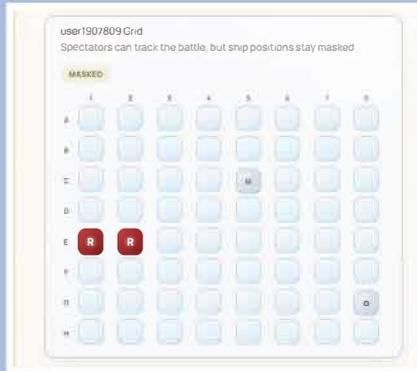 user1907809 Grid
Spectators can track the battle, but ship positions stay masked
MASKED
1 2 3 4 5 6 7 8
A
B
C
D
E R R
F
H